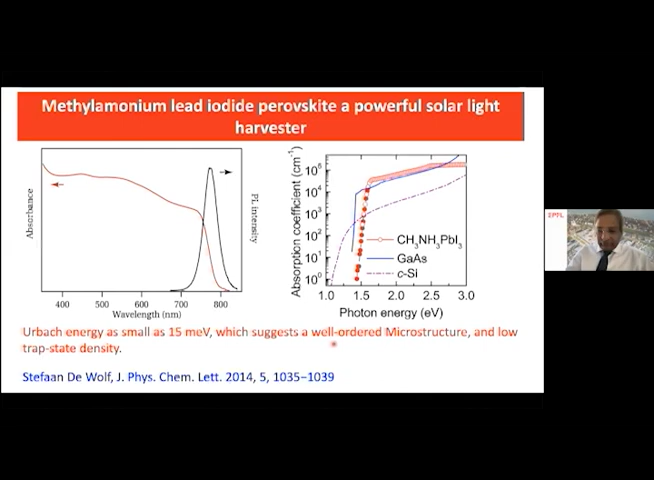 Methylamonium lead iodide perovskite a powerful solar light
harvester
Absorbance
PL intensity
400 500 600 700 800
Wavelength (nm)
Absorption coefficient (cm⁻¹)
10⁵
10⁴
10³
10²
10¹
10⁰
CH₃NH₃PbI₃
GaAs
c-Si
1.0 1.5 2.0 2.5 3.0
Photon energy (eV)
Urbach energy as small as 15 meV, which suggests a well-ordered Microstructure, and low
trap-state density.
Stefaan De Wolf, J. Phys. Chem. Lett. 2014, 5, 1035−1039
EPFL